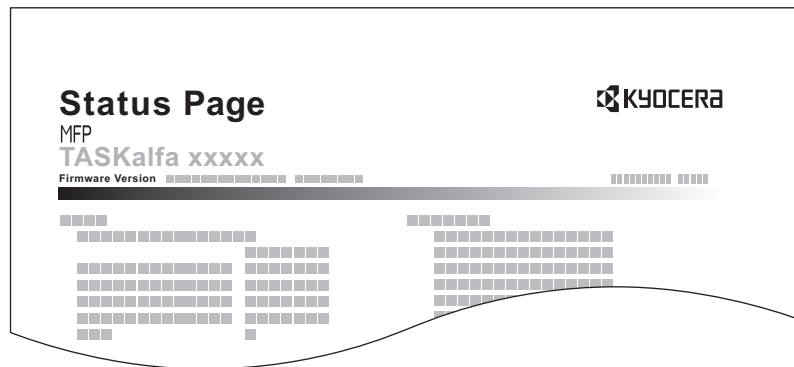 Status Page
KYOCERA
MFP
TASKalfa xxxxx
Firmware Version